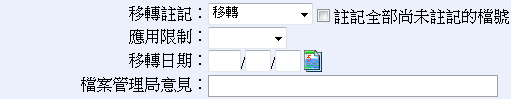 移轉註記： 移轉 註記全部尚未註記的檔號
應用限制：
移轉日期： / /
檔案管理局意見：